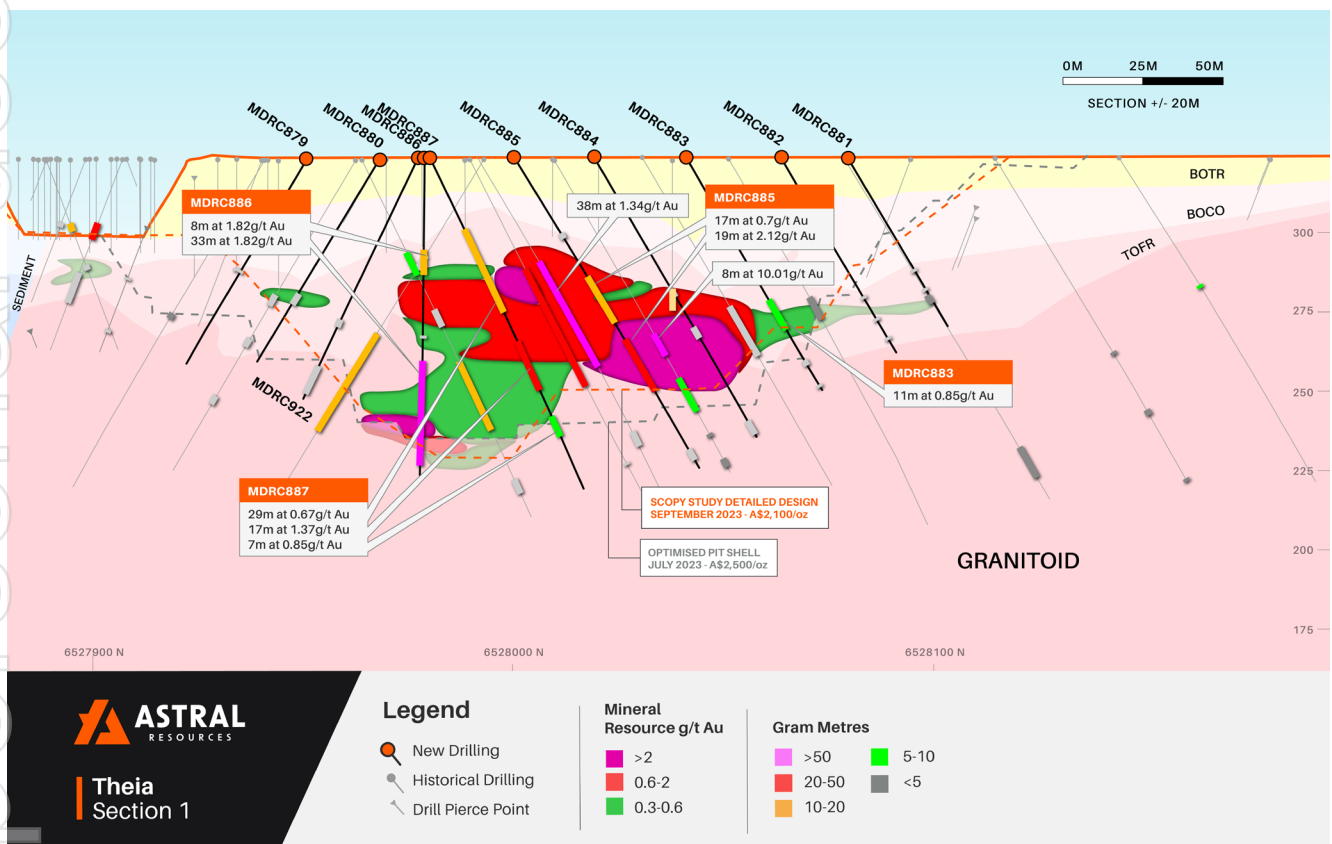 0M 25M 50M
SECTION +/- 20M
MDRC879
MDRC880
MDRC886
MDRC887
MDRC885
MDRC884
MDRC883
MDRC882
MDRC881
BOTR
BOCO
TOFR
SEDIMENT
MDRC886
8m at 1.82g/t Au
33m at 1.82g/t Au
38m at 1.34g/t Au
MDRC885
17m at 0.7g/t Au
19m at 2.12g/t Au
8m at 10.01g/t Au
MDRC883
11m at 0.85g/t Au
MDRC922
MDRC887
29m at 0.67g/t Au
17m at 1.37g/t Au
7m at 0.85g/t Au
SCOPY STUDY DETAILED DESIGN
SEPTEMBER 2023 - A$2,100/oz
OPTIMISED PIT SHELL
JULY 2023 - A$2,500/oz
GRANITOID
300
275
250
225
200
175
6527900 N
6528000 N
6528100 N
ASTRAL
RESOURCES
Theia
Section 1
Legend
New Drilling
Historical Drilling
Drill Pierce Point
Mineral
Resource g/t Au
>2
0.6-2
0.3-0.6
Gram Metres
>50
20-50
10-20
5-10
<5